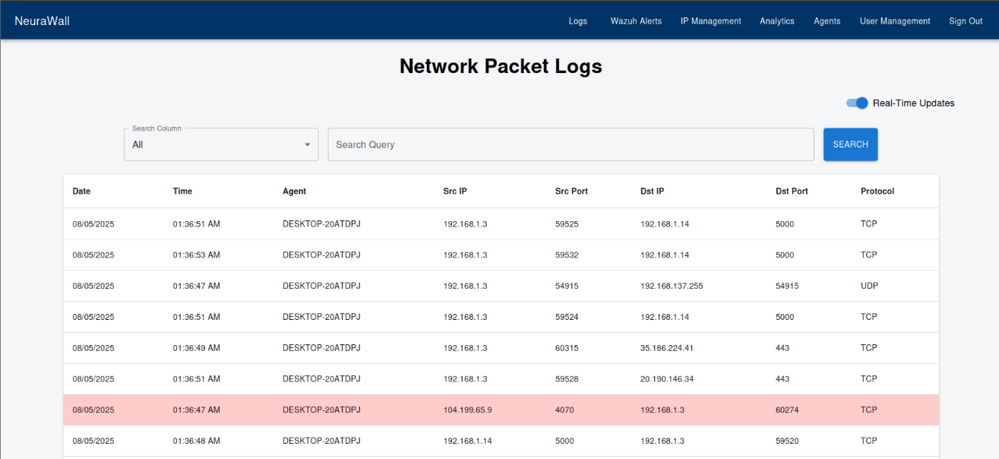 NeuraWall Logs Wazuh Alerts IP Management Analytics Agents User Management Sign Out
Network Packet Logs
Real-Time Updates
Search Column
All Search Query SEARCH
Date Time Agent Src IP Src Port Dst IP Dst Port Protocol
08/05/2025 01:36:51 AM DESKTOP-20ATDPJ 192.168.1.3 59525 192.168.1.14 5000 TCP
08/05/2025 01:36:53 AM DESKTOP-20ATDPJ 192.168.1.3 59532 192.168.1.14 5000 TCP
08/05/2025 01:36:47 AM DESKTOP-20ATDPJ 192.168.1.3 54915 192.168.137.255 54915 UDP
08/05/2025 01:36:51 AM DESKTOP-20ATDPJ 192.168.1.3 59524 192.168.1.14 5000 TCP
08/05/2025 01:36:49 AM DESKTOP-20ATDPJ 192.168.1.3 60315 35.186.224.41 443 TCP
08/05/2025 01:36:51 AM DESKTOP-20ATDPJ 192.168.1.3 59528 20.190.146.34 443 TCP
08/05/2025 01:36:47 AM DESKTOP-20ATDPJ 104.199.65.9 4070 192.168.1.3 60274 TCP
08/05/2025 01:36:48 AM DESKTOP-20ATDPJ 192.168.1.14 5000 192.168.1.3 59520 TCP